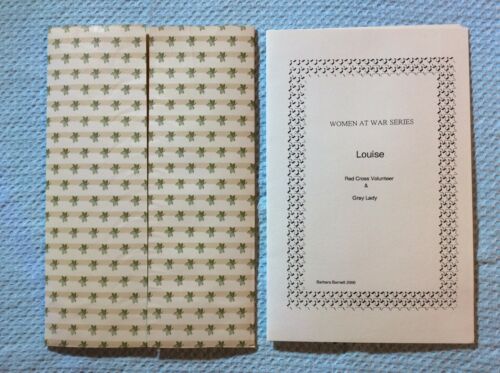 WOMEN AT WAR SERIES
Louise
Red Cross Volunteer
&
Gray Lady
Barbara Barnett 2006